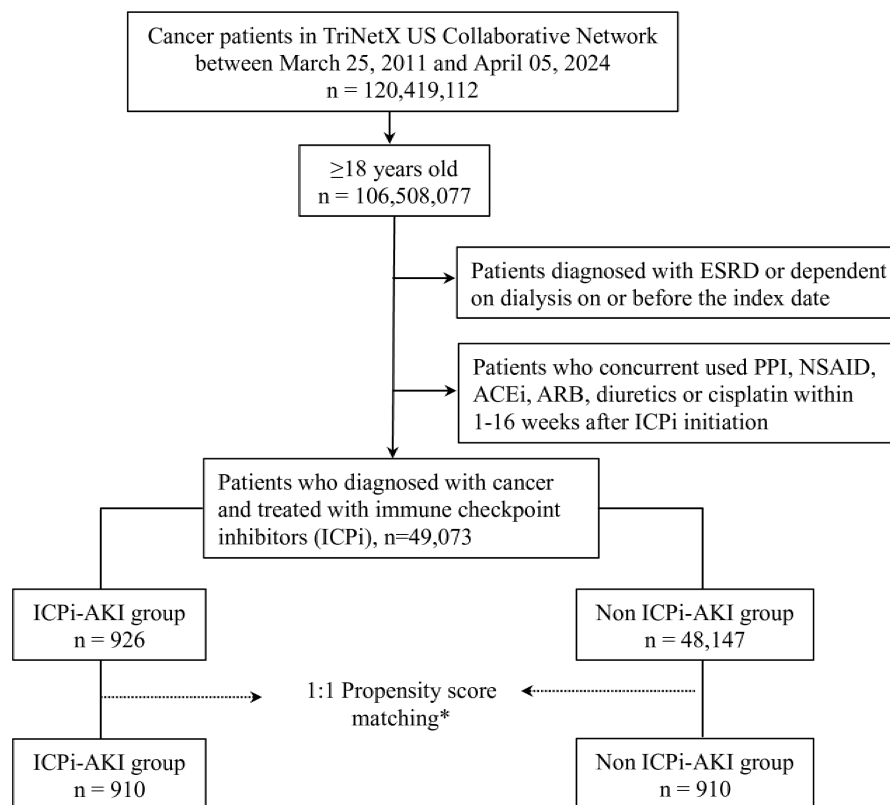 Cancer patients in TriNetX US Collaborative Network
between March 25, 2011 and April 05, 2024
n = 120,419,112
≥18 years old
n = 106,508,077
Patients diagnosed with ESRD or dependent
on dialysis on or before the index date
Patients who concurrent used PPI, NSAID,
ACEi, ARB, diuretics or cisplatin within
1-16 weeks after ICPi initiation
Patients who diagnosed with cancer
and treated with immune checkpoint
inhibitors (ICPi), n=49,073
ICPi-AKI group
n = 926
Non ICPi-AKI group
n = 48,147
1:1 Propensity score
matching*
ICPi-AKI group
n = 910
Non ICPi-AKI group
n = 910